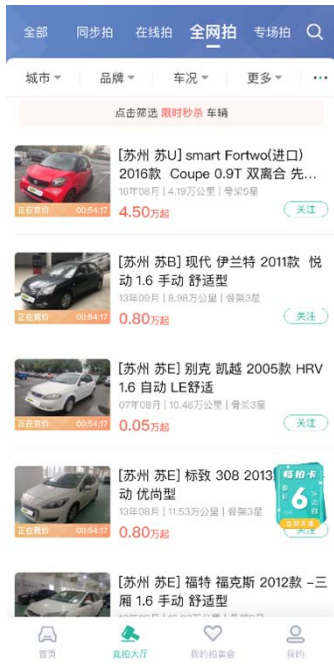 全部 同步拍 在线拍 全网拍 专场拍
城市 品牌 车况 更多 ...
点击筛选 限时秒杀 车辆
[苏州 苏U] smart Fortwo(进口)
2016款 Coupe 0.9T 双离合 先...
16年08月 | 4.19万公里 | 骨架5星
正在竞价 00:54:17
4.50万起 关注
[苏州 苏B] 现代 伊兰特 2011款 悦
动 1.6 手动 舒适型
13年09月 | 8.98万公里 | 骨架3星
正在竞价 00:54:17
0.80万起 关注
[苏州 苏E] 别克 凯越 2005款 HRV
1.6 自动 LE舒适
07年08月 | 10.48万公里 | 骨架3星
正在竞价 00:54:17
0.05万起 关注
[苏州 苏E] 标致 308 2013
动 优尚型
13年08月 | 11.53万公里 | 骨架3星
正在竞价 00:54:17
0.80万起 关注
畅拍卡
6
立即开通
[苏州 苏E] 福特 福克斯 2012款 -三
厢 1.6 手动 舒适型
首页 竞拍大厅 我的拍卖会 我的